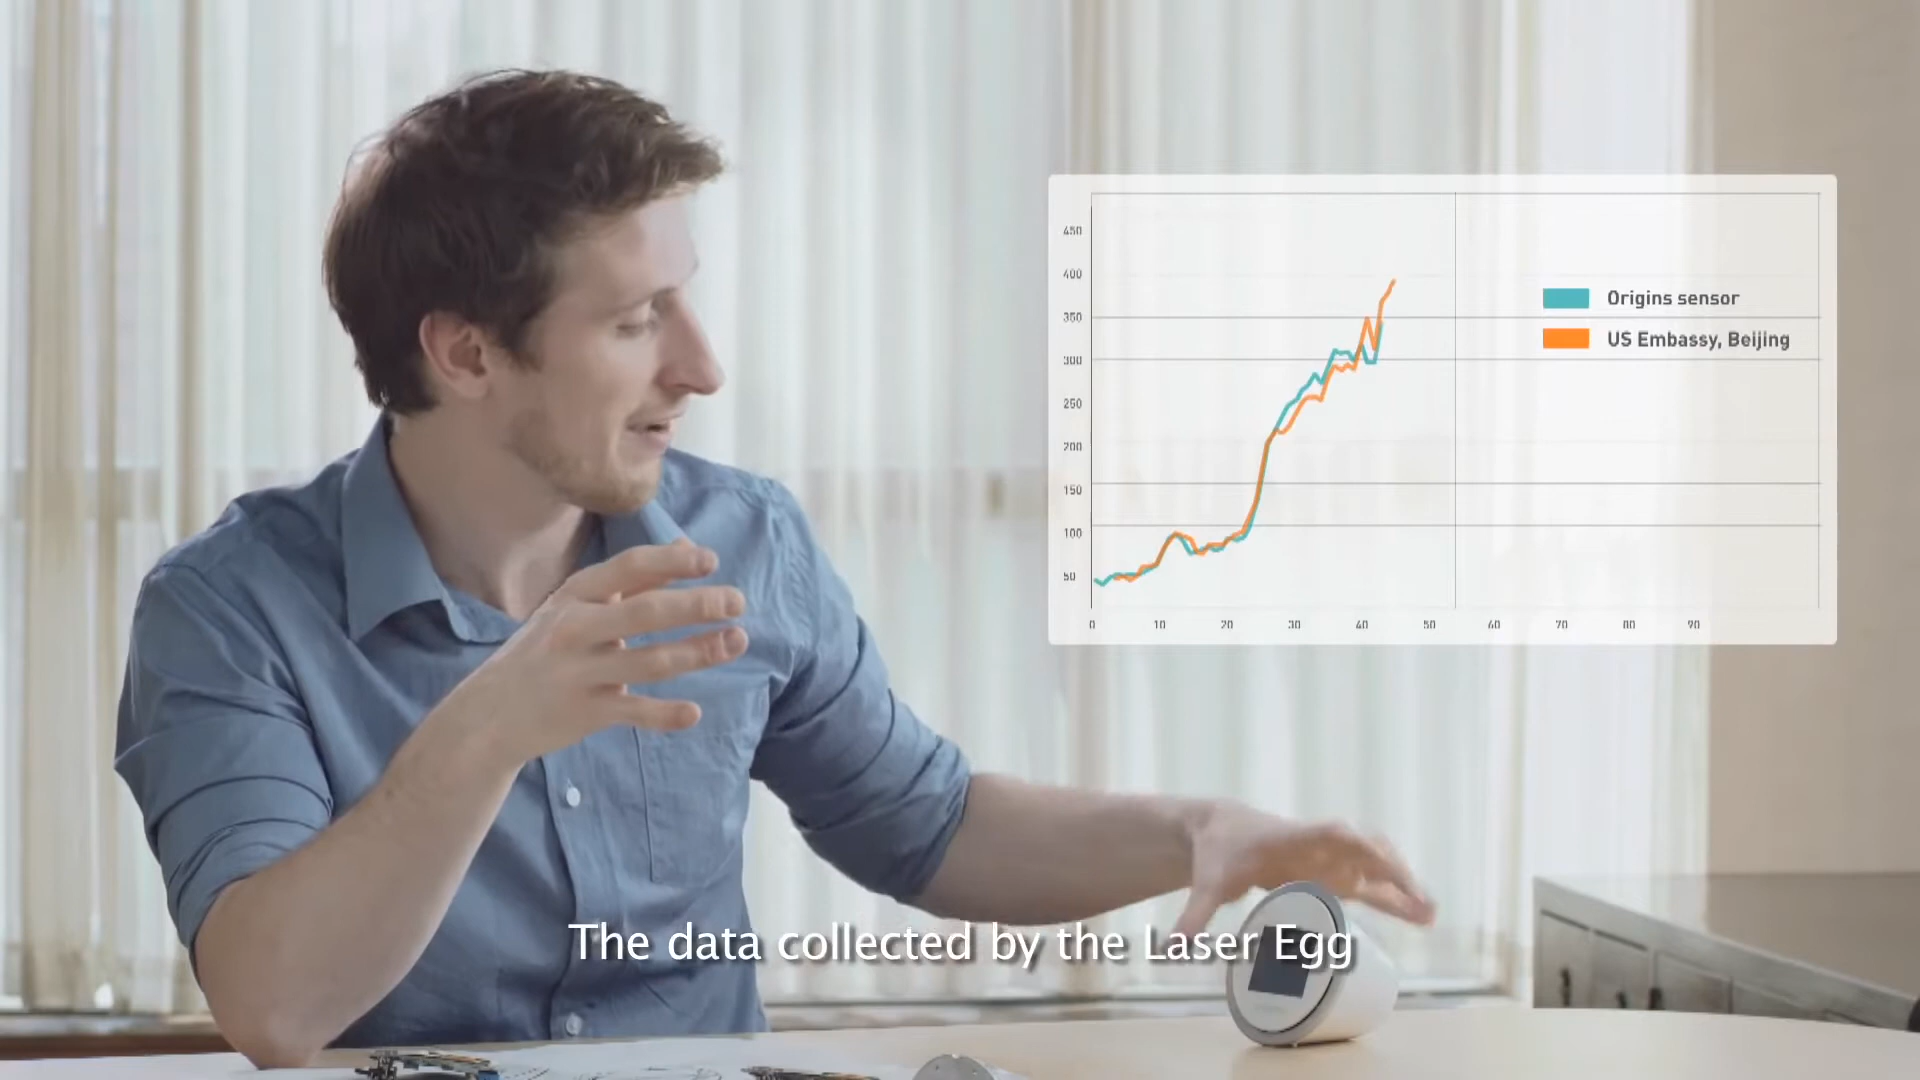 450
400
350
300
250
200
150
100
50
0 10 20 30 40 50 60 70 80 90
Origins sensor
US Embassy, Beijing
The data collected by the Laser Egg